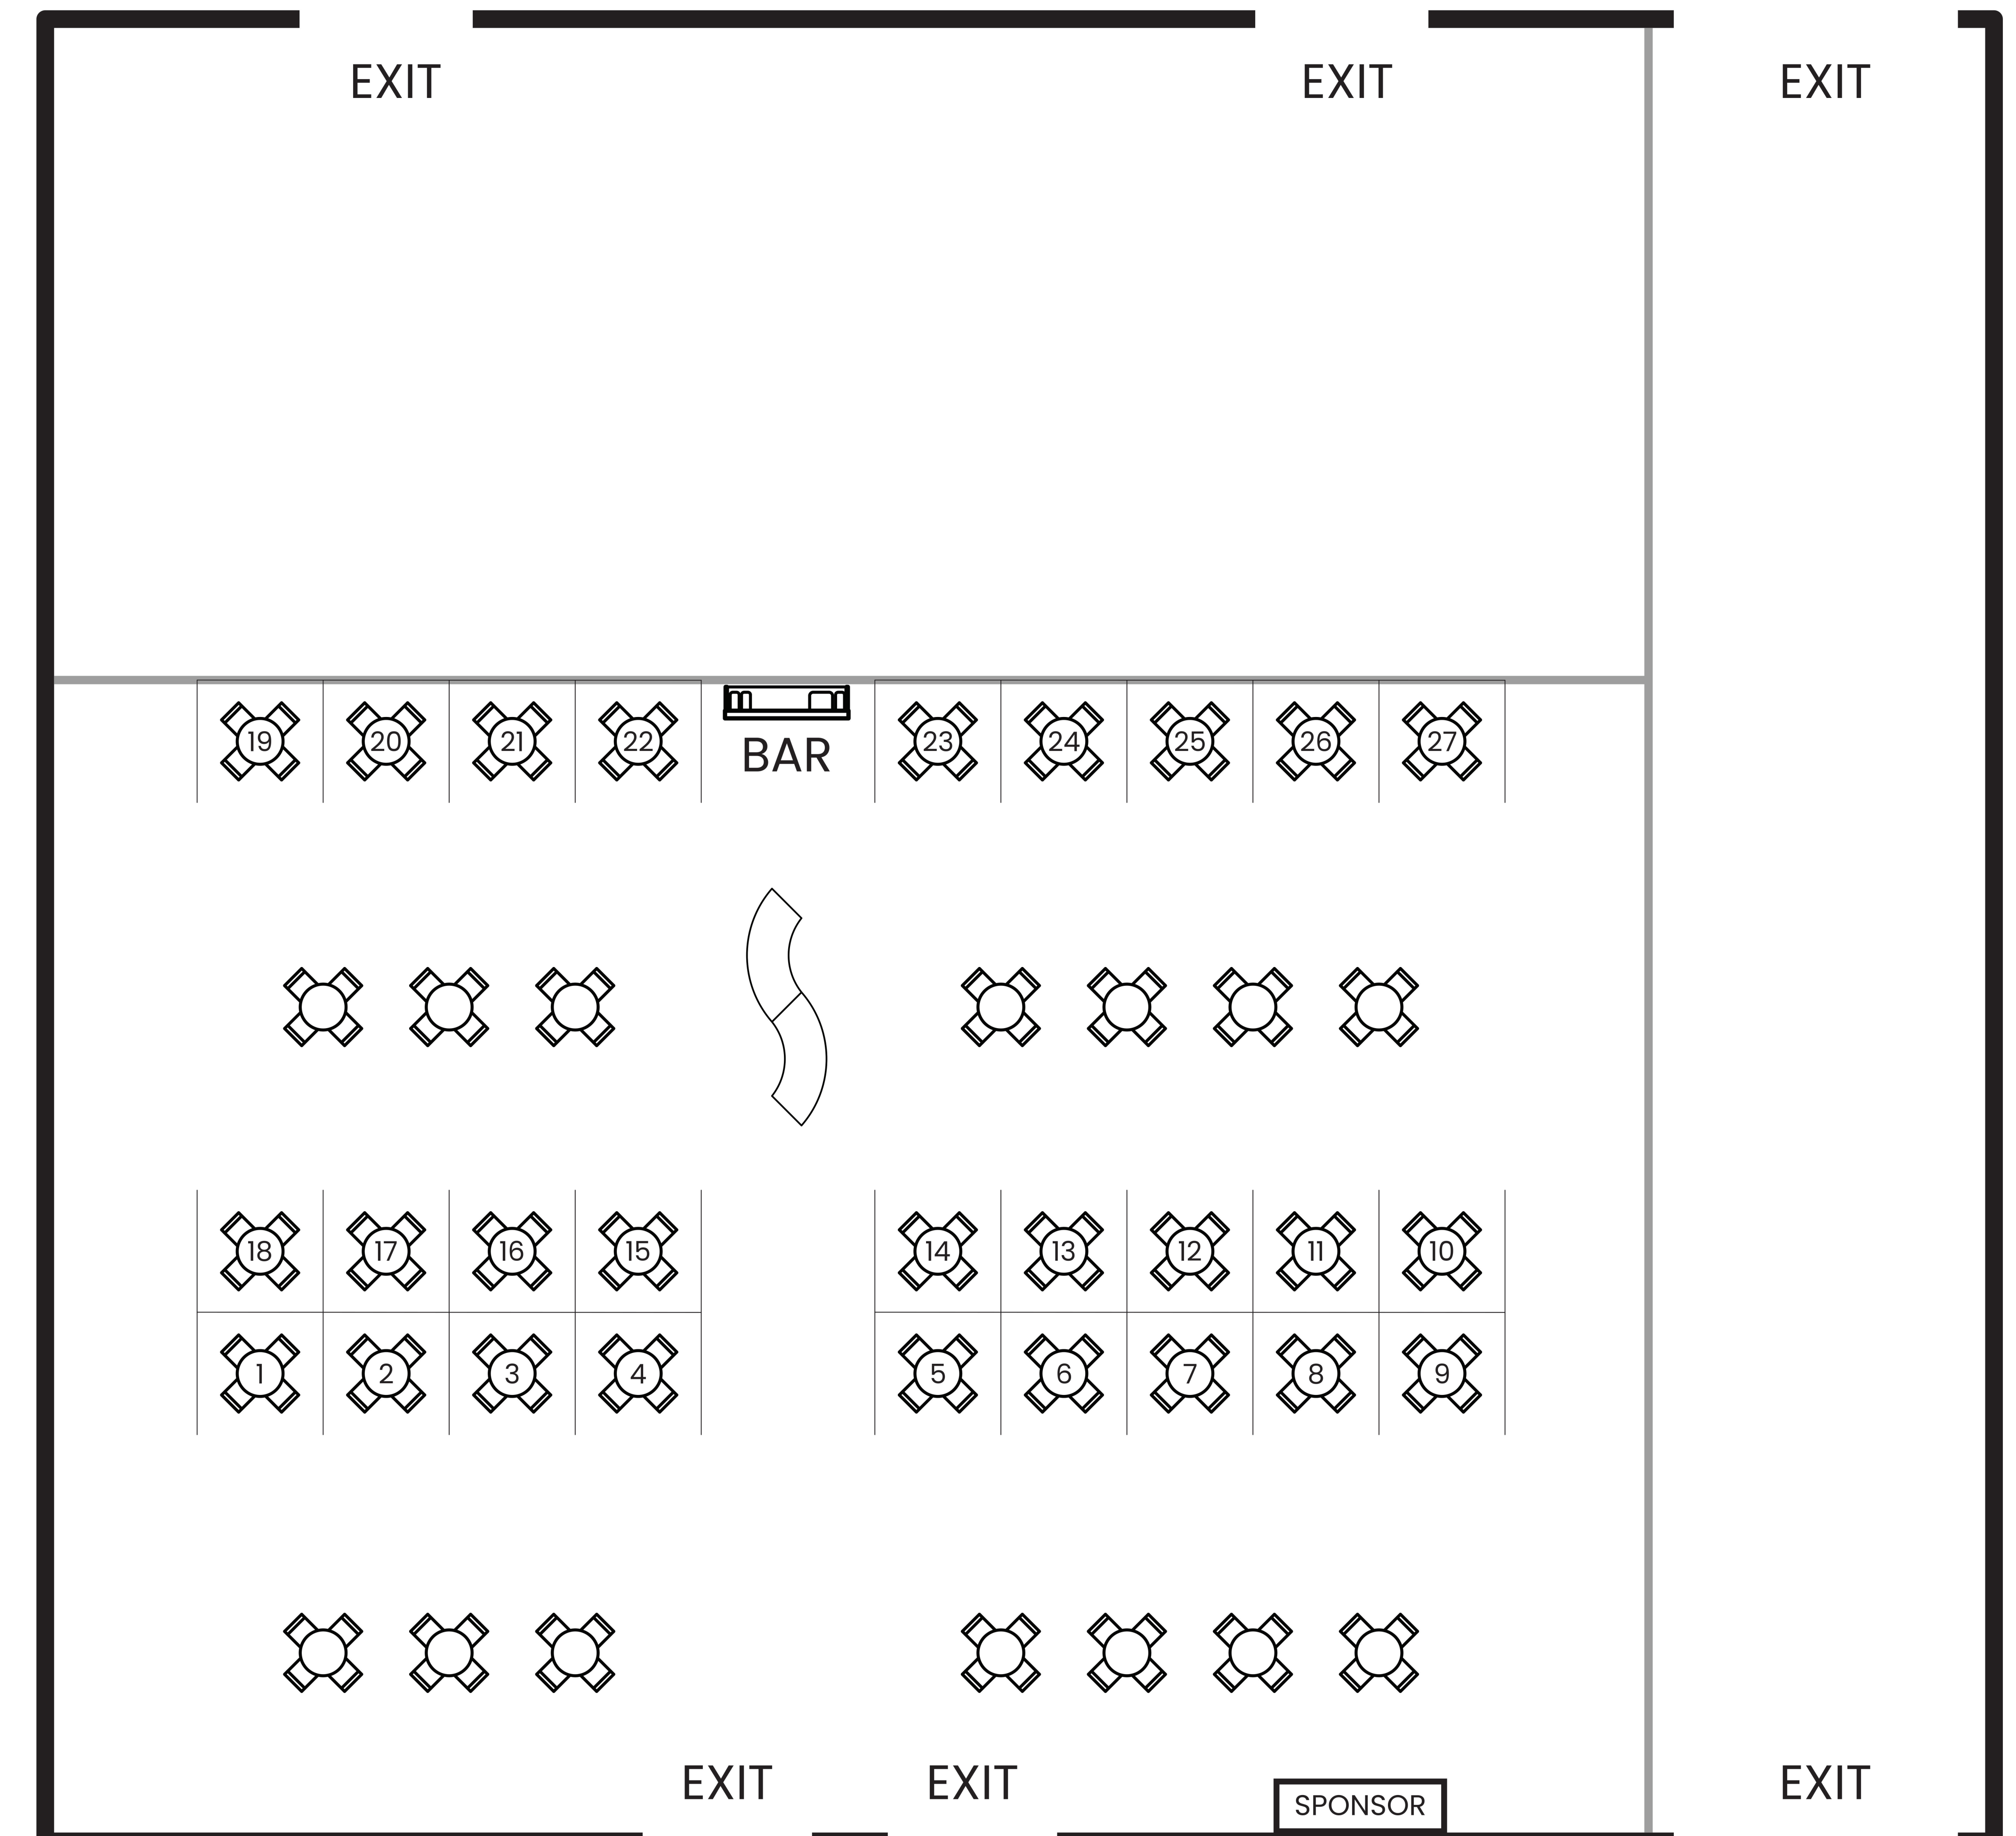 EXIT EXIT EXIT
19 20 21 22 BAR 23 24 25 26 27
18 17 16 15 14 13 12 11 10
1 2 3 4 5 6 7 8 9
EXIT EXIT SPONSOR EXIT